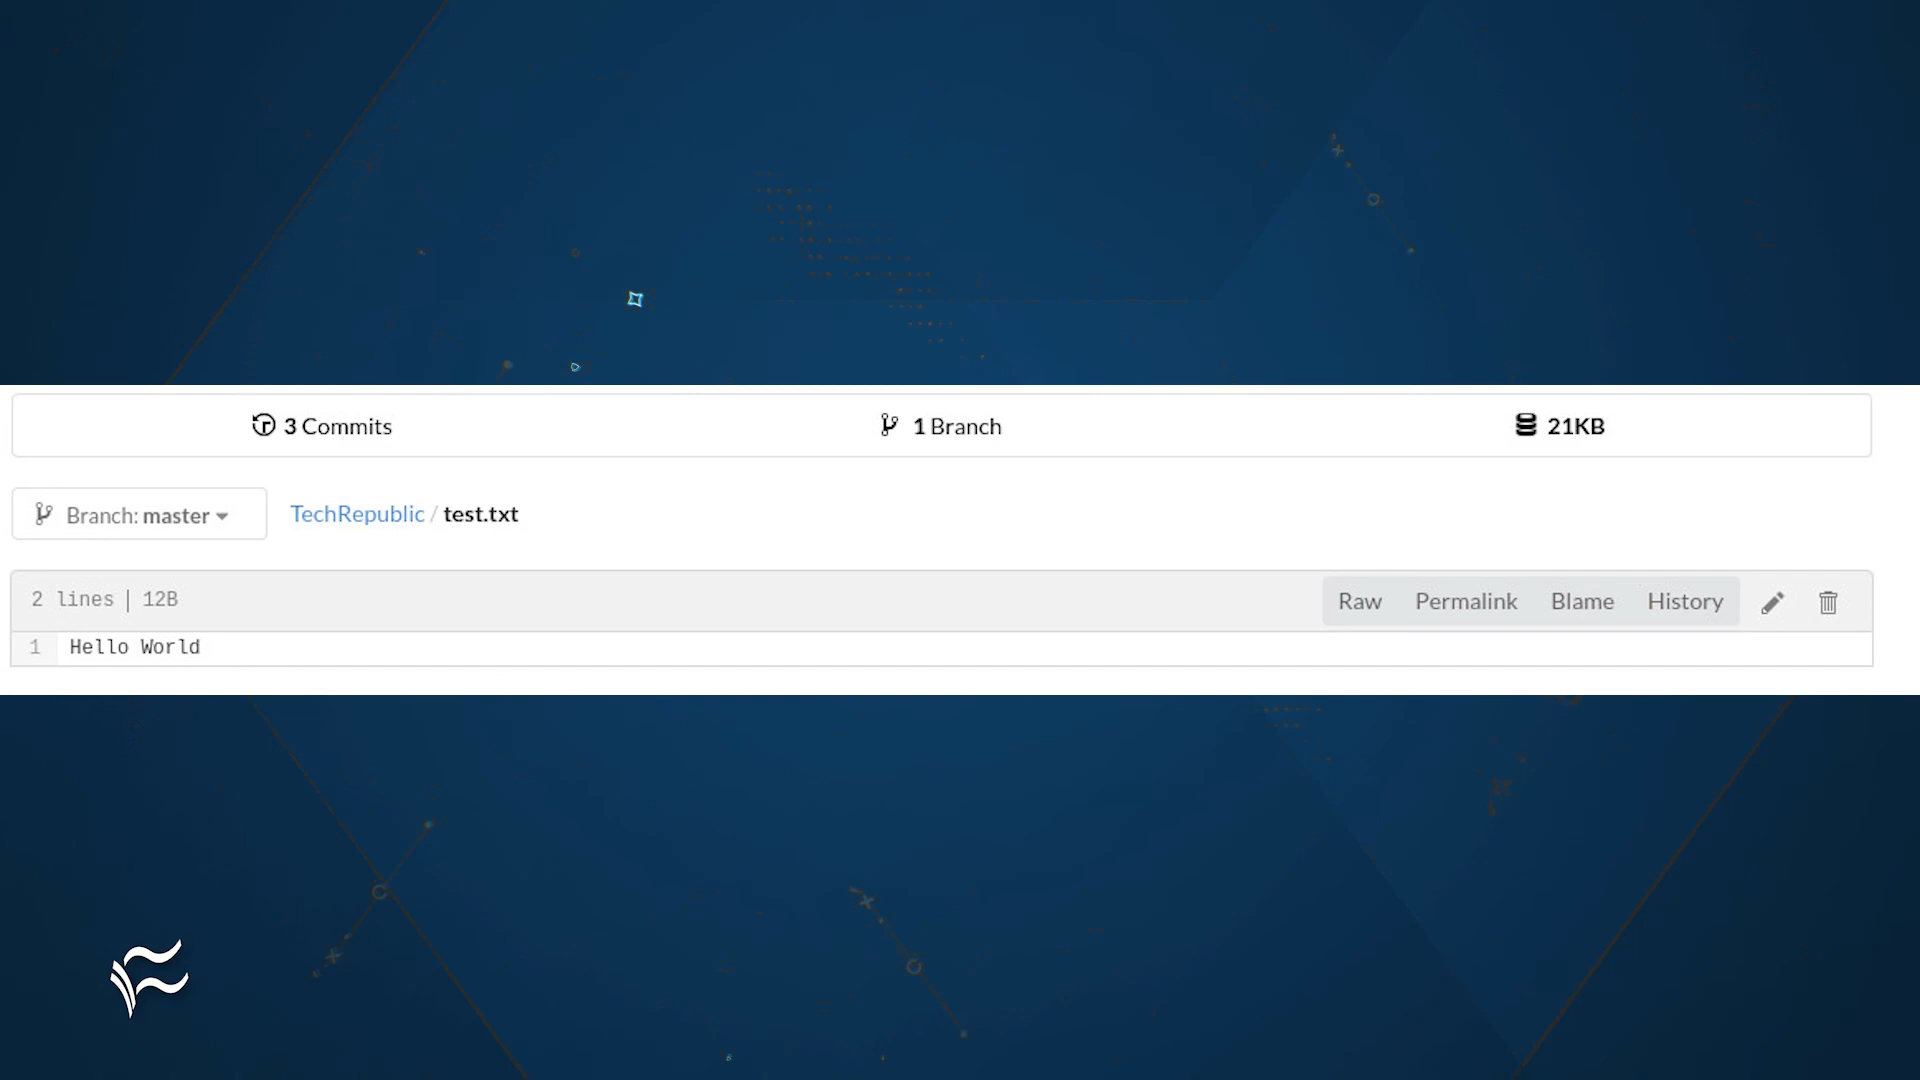 3 Commits
1 Branch
21KB
Branch: master
TechRepublic / test.txt
2 lines | 12B
Raw Permalink Blame History
1 Hello World